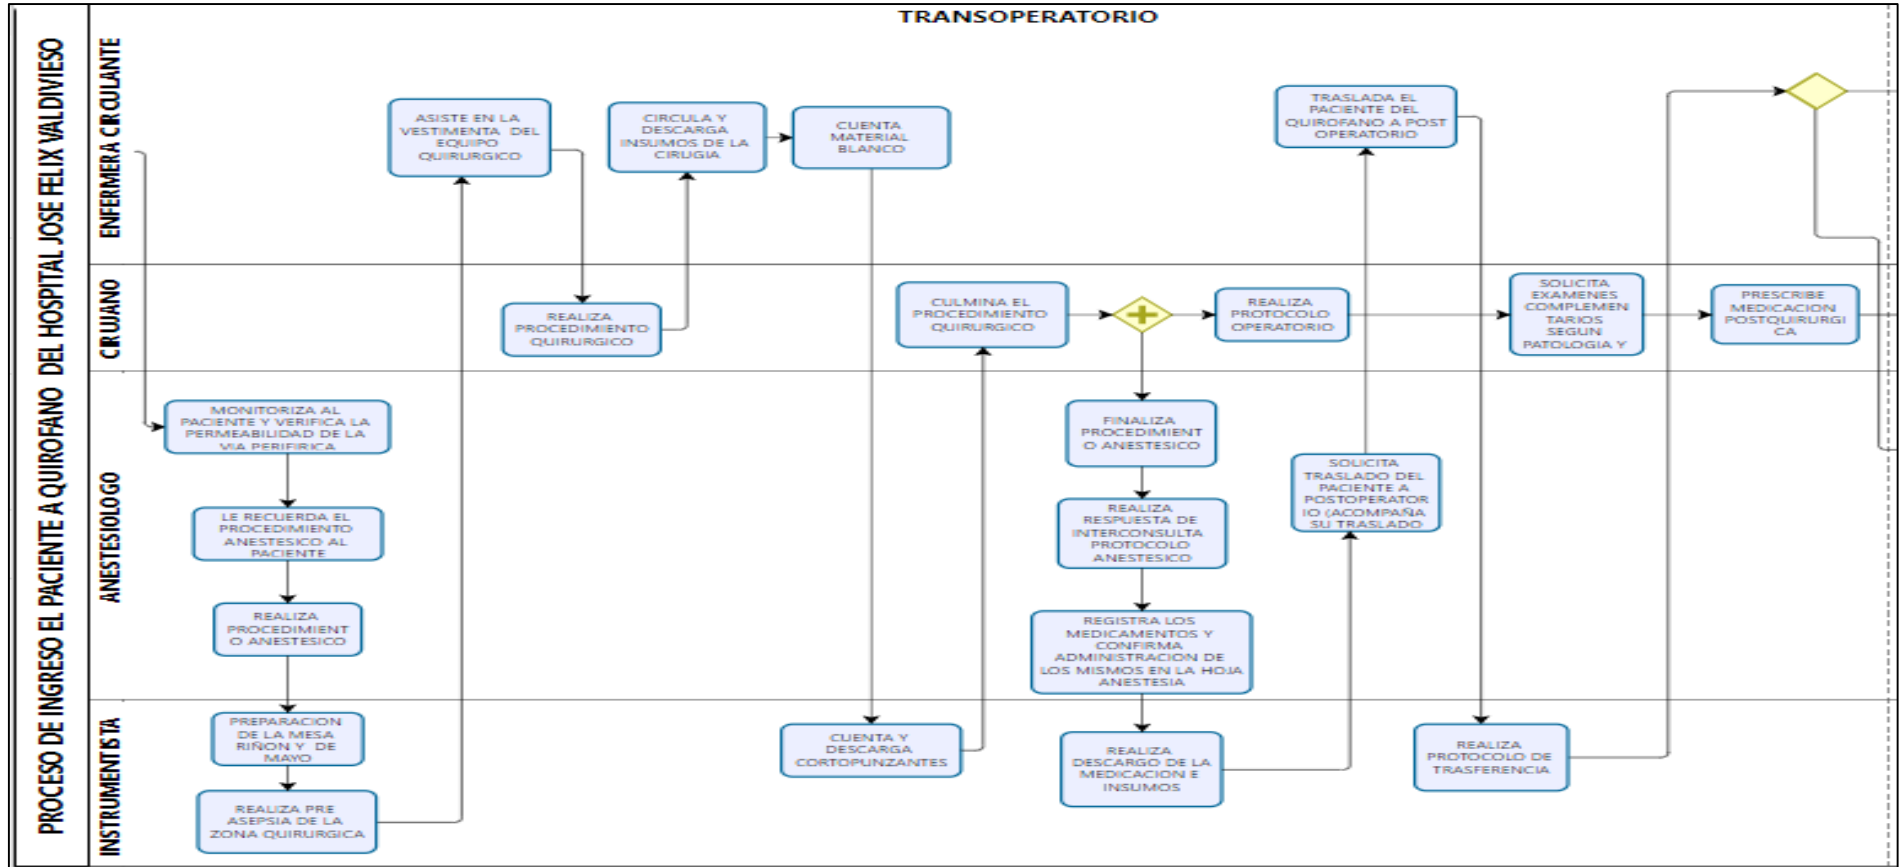 TRANSOPERATORIO
PROCESO DE INGRESO EL PACIENTE A QUIROFANO DEL HOSPITAL JOSE FELIX VALDIVIESO
ENFERMERA CIRCULANTE
ASISTE EN LA
VESTIMENTA DEL
EQUIPO
QUIRURGICO
CIRCULA Y
DESCARGA
INSUMOS DE LA
CIRUGIA
CUENTA
MATERIAL
BLANCO
TRASLADA EL
PACIENTE DEL
QUIROFANO A POST
OPERATORIO
CIRUJANO
REALIZA
PROCEDIMIENTO
QUIRURGICO
CULMINA EL
PROCEDIMIENTO
QUIRURGICO
REALIZA
PROTOCOLO
OPERATORIO
SOLICITA
EXAMENES
COMPLEMEN
TARIOS
SEGUN
PATOLOGIA Y
PRESCRIBE
MEDICACION
POSTQUIRURGI
CA
ANESTESIOLOGO
MONITORIZA AL
PACIENTE Y VERIFICA LA
PERMEABILIDAD DE LA
VIA PERIFIRICA
LE RECUERDA EL
PROCEDIMIENTO
ANESTESICO AL
PACIENTE
REALIZA
PROCEDIMIENT
O ANESTESICO
FINALIZA
PROCEDIMIENT
O ANESTESICO
REALIZA
RESPUESTA DE
INTERCONSULTA
PROTOCOLO
ANESTESICO
REGISTRA LOS
MEDICAMENTOS Y
CONFIRMA
ADMINISTRACION DE
LOS MISMOS EN LA HOJA
ANESTESIA
SOLICITA
TRASLADO DEL
PACIENTE A
POSTOPERATOR
IO (ACOMPAÑA
SU TRASLADO
INSTRUMENTISTA
PREPARACION
DE LA MESA
RIÑON Y DE
MAYO
REALIZA PRE
ASEPSIA DE LA
ZONA QUIRURGICA
CUENTA Y
DESCARGA
CORTOPUNZANTES
REALIZA
DESCARGO DE LA
MEDICACION E
INSUMOS
REALIZA
PROTOCOLO DE
TRASFERENCIA